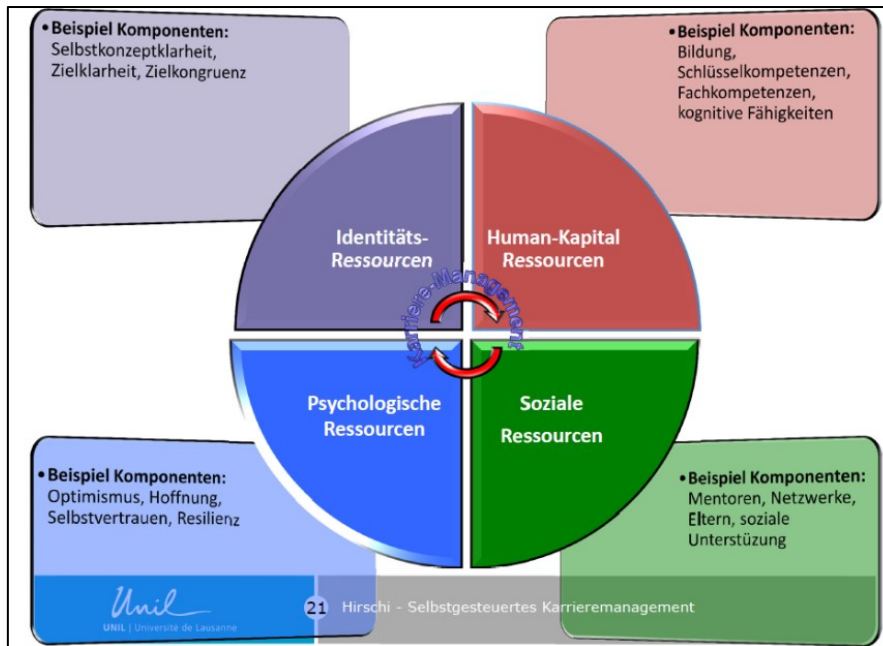 • Beispiel Komponenten:
Selbstkonzeptklarheit,
Zielklarheit, Zielkongruenz
• Beispiel Komponenten:
Bildung,
Schlüsselkompetenzen,
Fachkompetenzen,
kognitive Fähigkeiten
Identitäts-
Ressourcen
Human-Kapital
Ressourcen
Karriere-Management
Psychologische
Ressourcen
Soziale
Ressourcen
• Beispiel Komponenten:
Optimismus, Hoffnung,
Selbstvertrauen, Resilienz
• Beispiel Komponenten:
Mentoren, Netzwerke,
Eltern, soziale
Unterstüzung
Unil
UNIL | Université de Lausanne
21 Hirschi - Selbstgesteuertes Karrieremanagement